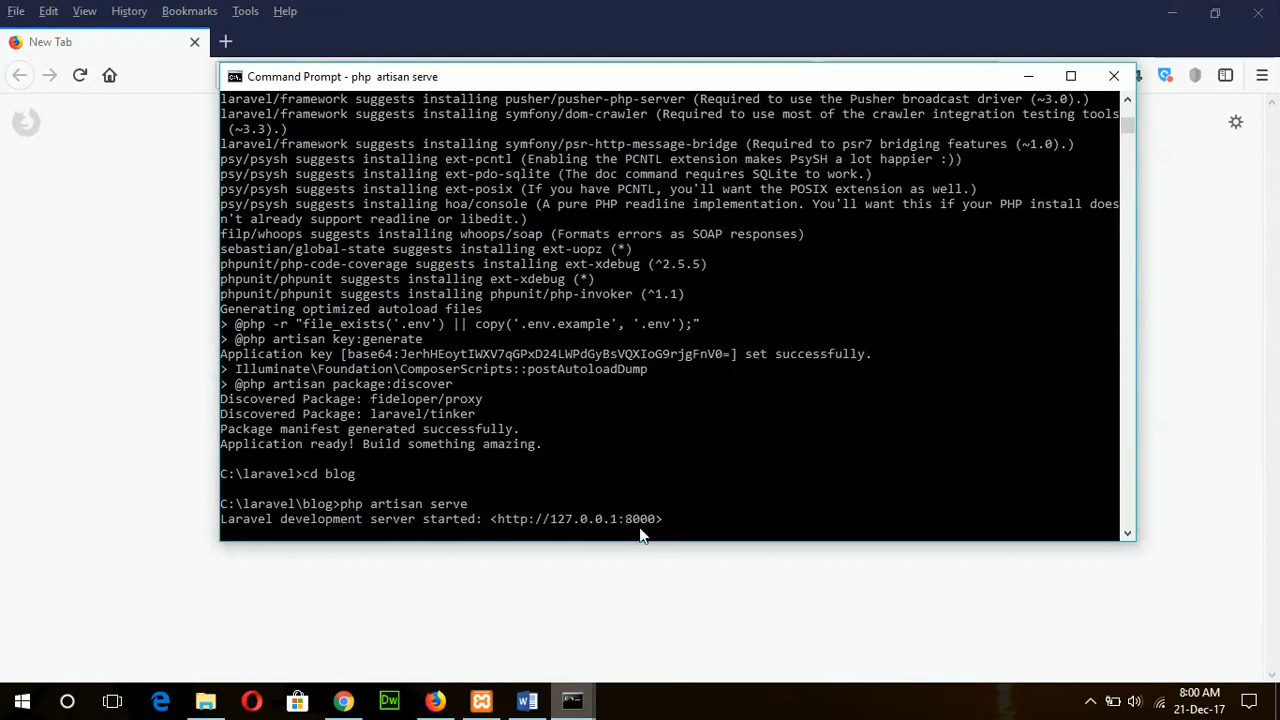 File Edit View History Bookmarks Tools Help
New Tab
Command Prompt - php  artisan serve
laravel/framework suggests installing pusher/pusher-php-server (Required to use the Pusher broadcast driver (~3.0).)
laravel/framework suggests installing symfony/dom-crawler (Required to use most of the crawler integration testing tools
(~3.3).)
laravel/framework suggests installing symfony/psr-http-message-bridge (Required to psr7 bridging features (~1.0).)
psy/psysh suggests installing ext-pcntl (Enabling the PCNTL extension makes PsySH a lot happier :))
psy/psysh suggests installing ext-pdo-sqlite (The doc command requires SQLite to work.)
psy/psysh suggests installing ext-posix (If you have PCNTL, you'll want the POSIX extension as well.)
psy/psysh suggests installing hoa/console (A pure PHP readline implementation. You'll want this if your PHP install does
n't already support readline or libedit.)
filp/whoops suggests installing whoops/soap (Formats errors as SOAP responses)
sebastian/global-state suggests installing ext-uopz (*)
phpunit/php-code-coverage suggests installing ext-xdebug (^2.5.5)
phpunit/phpunit suggests installing ext-xdebug (*)
phpunit/phpunit suggests installing phpunit/php-invoker (^1.1)
Generating optimized autoload files
> @php -r "file_exists('.env') || copy('.env.example', '.env');"
> @php artisan key:generate
Application key [base64:JerhHEoytIWXV7qGPxD24LWPdGyBsVQXIoG9rjgFnV0=] set successfully.
> Illuminate\Foundation\ComposerScripts::postAutoloadDump
> @php artisan package:discover
Discovered Package: fideloper/proxy
Discovered Package: laravel/tinker
Package manifest generated successfully.
Application ready! Build something amazing.
C:\laravel>cd blog
C:\laravel\blog>php artisan serve
Laravel development server started: <http://127.0.0.1:8000>
Dw
8:00 AM
21-Dec-17